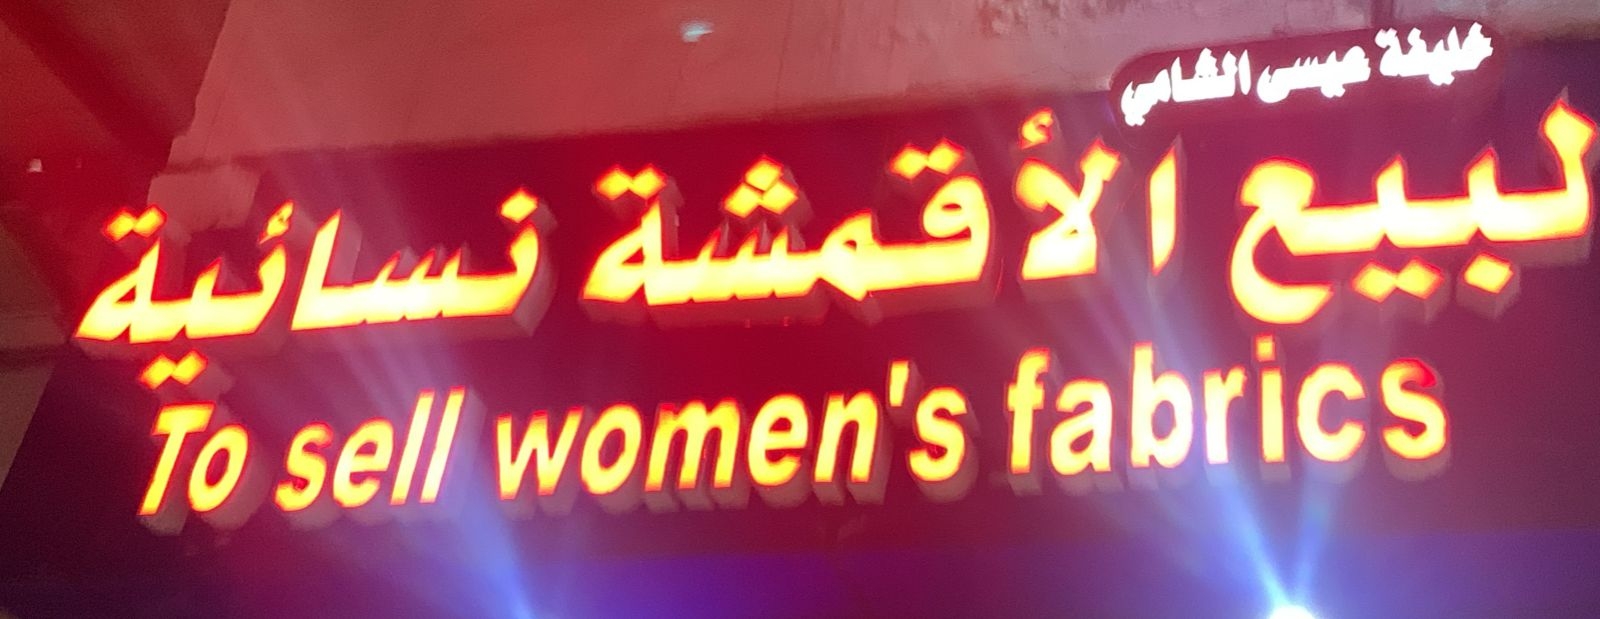 خليفة عيسى الشامي
لبيع الأقمشة نسائية
To sell women's fabrics